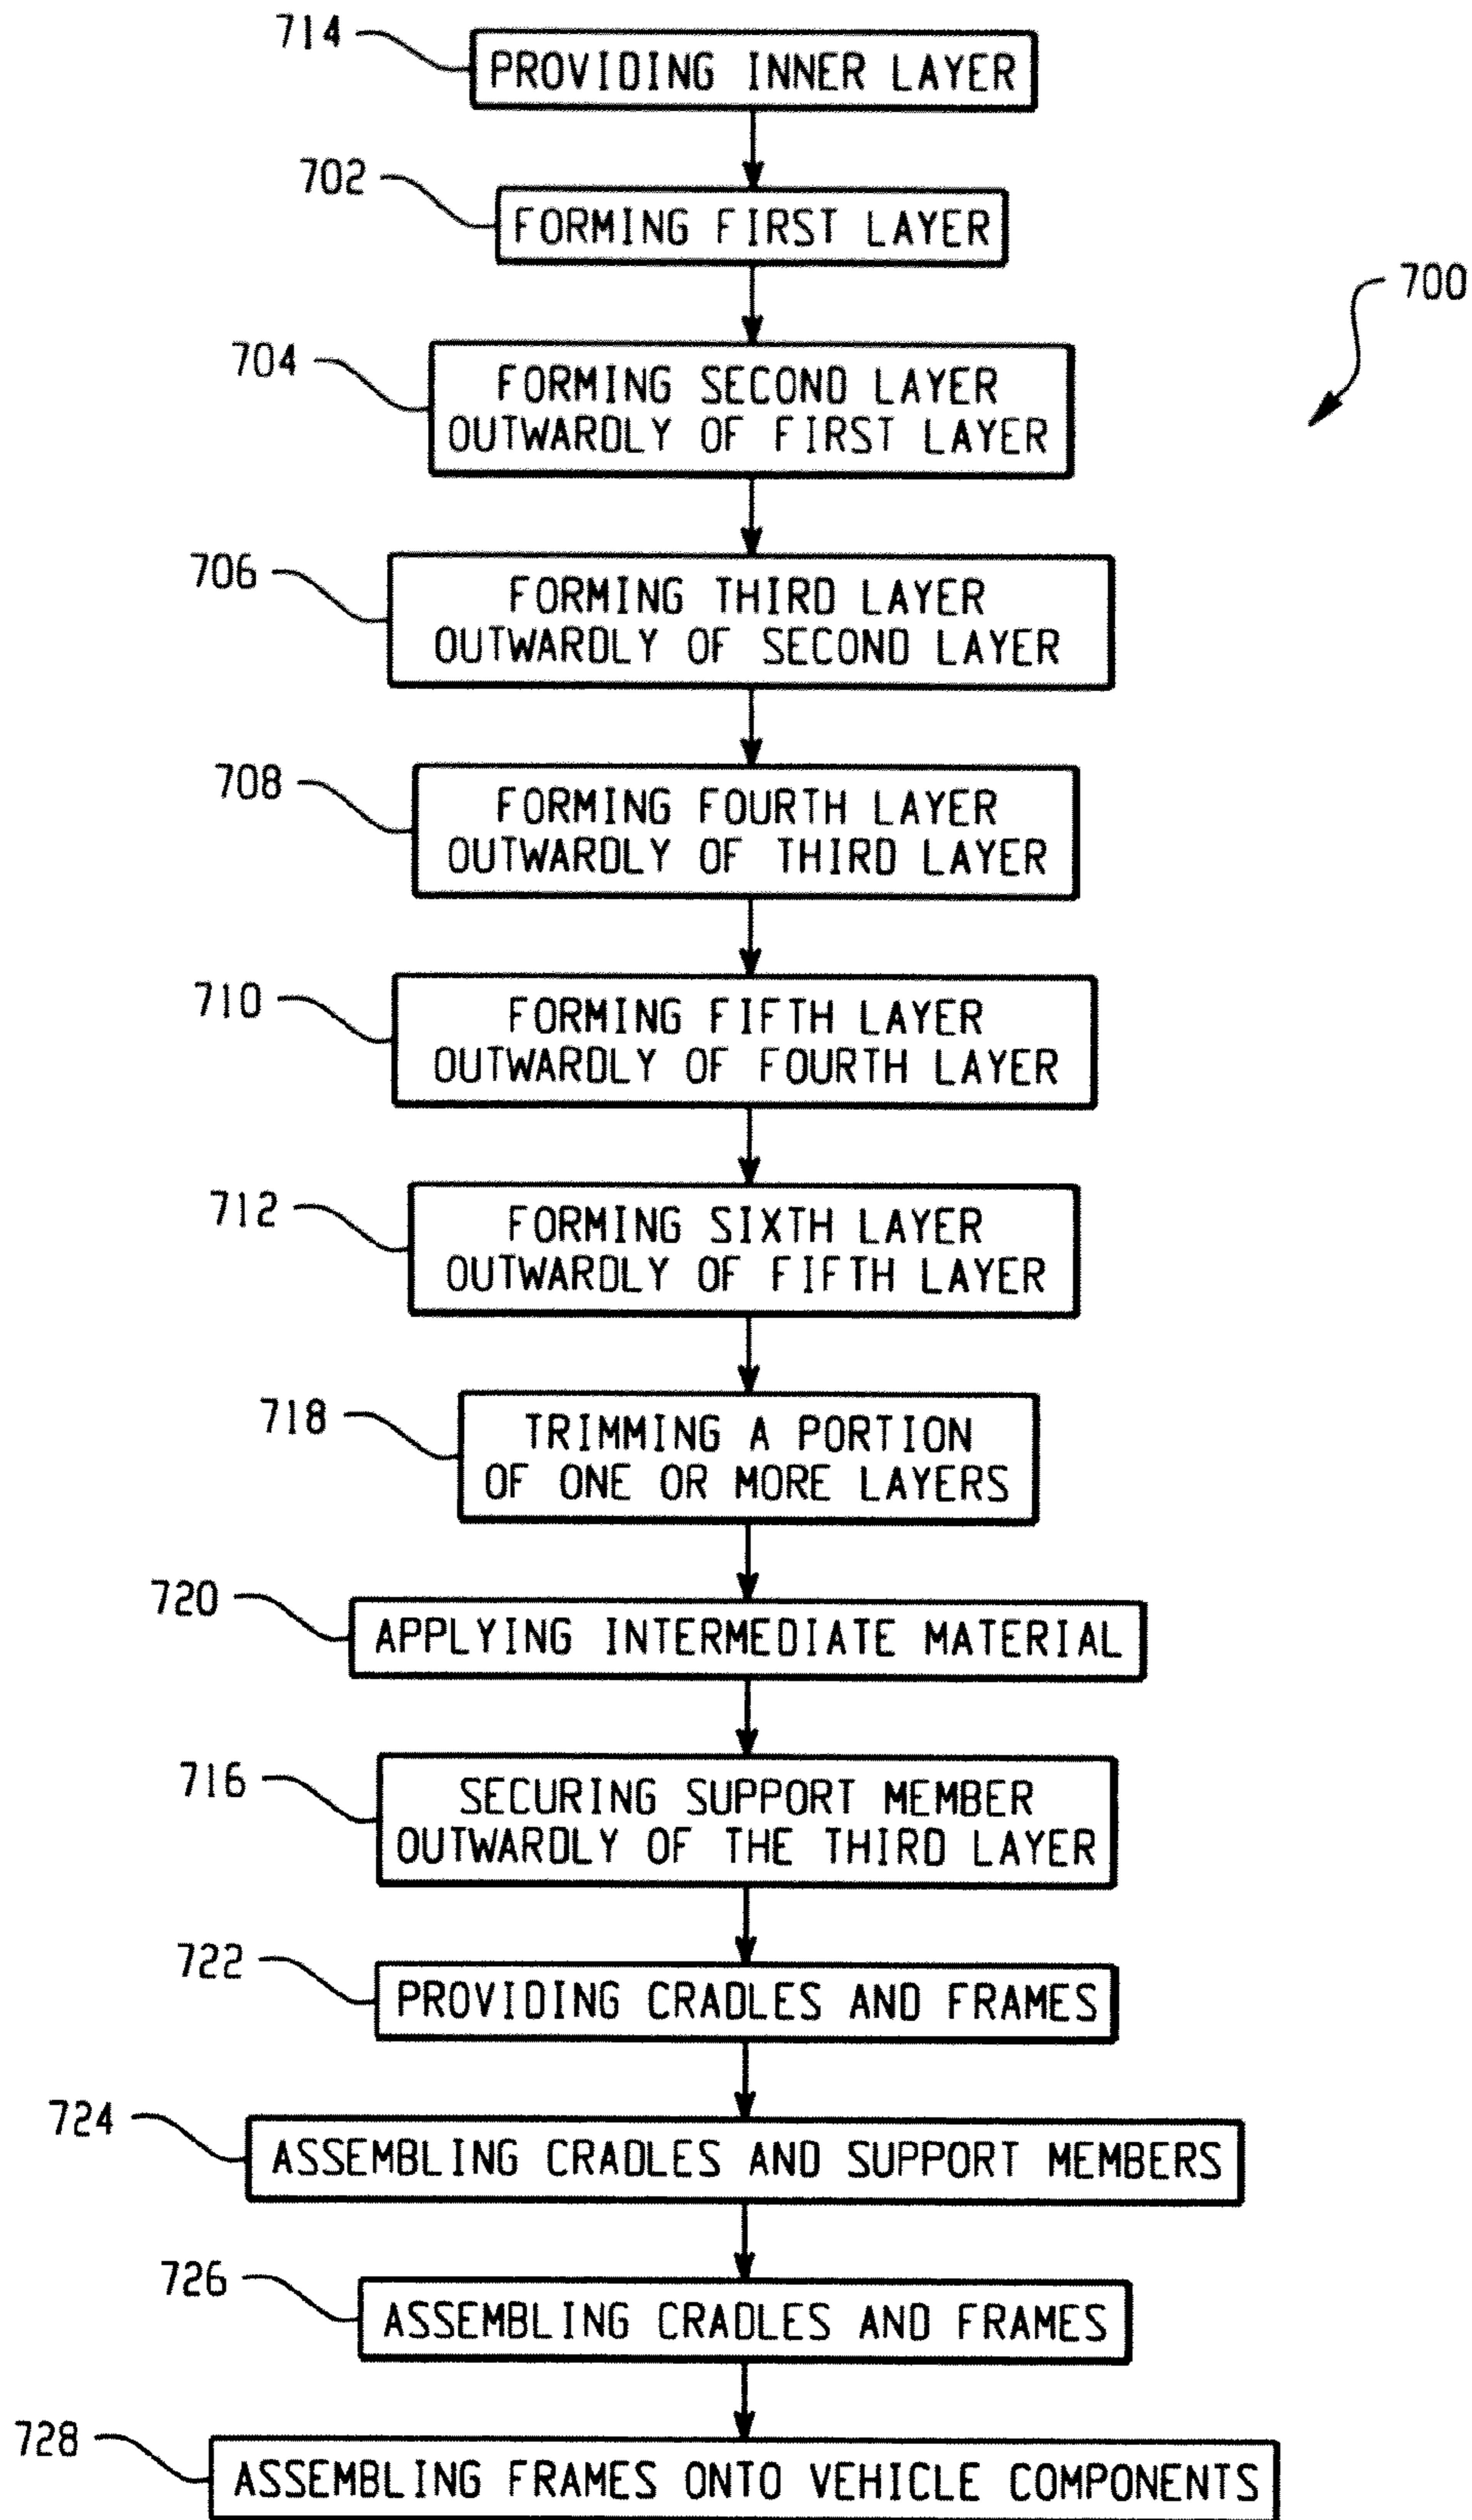 714
PROVIDING INNER LAYER
702
FORMING FIRST LAYER
700
704
FORMING SECOND LAYER
OUTWARDLY OF FIRST LAYER
706
FORMING THIRD LAYER
OUTWARDLY OF SECOND LAYER
708
FORMING FOURTH LAYER
OUTWARDLY OF THIRD LAYER
710
FORMING FIFTH LAYER
OUTWARDLY OF FOURTH LAYER
712
FORMING SIXTH LAYER
OUTWARDLY OF FIFTH LAYER
718
TRIMMING A PORTION
OF ONE OR MORE LAYERS
720
APPLYING INTERMEDIATE MATERIAL
716
SECURING SUPPORT MEMBER
OUTWARDLY OF THE THIRD LAYER
722
PROVIDING CRADLES AND FRAMES
724
ASSEMBLING CRADLES AND SUPPORT MEMBERS
726
ASSEMBLING CRADLES AND FRAMES
728
ASSEMBLING FRAMES ONTO VEHICLE COMPONENTS